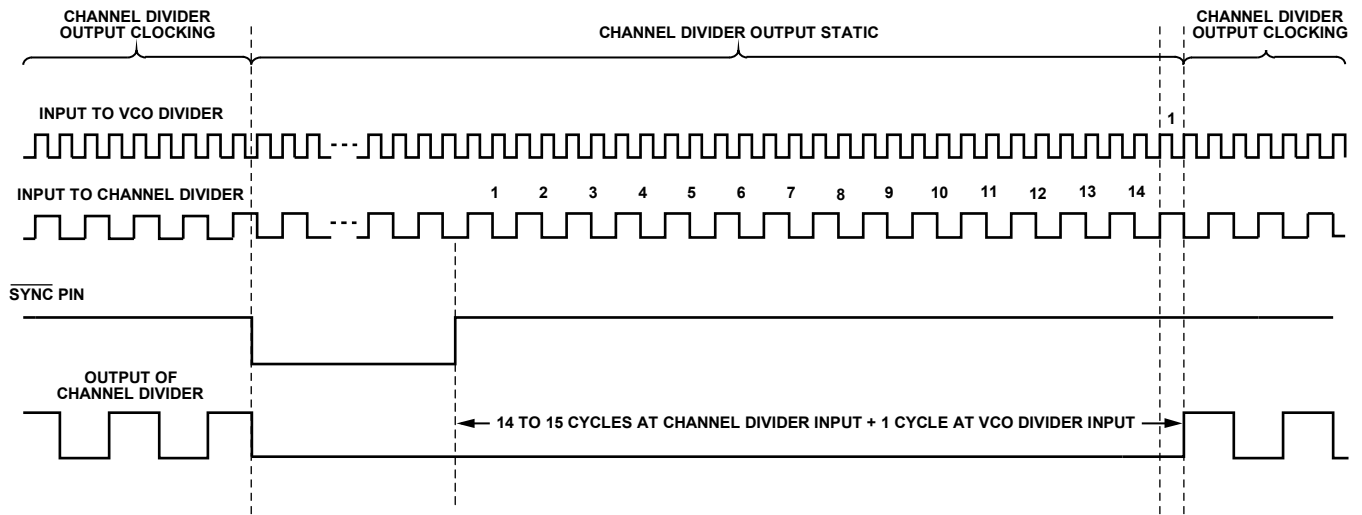 CHANNEL DIVIDER
OUTPUT CLOCKING
CHANNEL DIVIDER OUTPUT STATIC
CHANNEL DIVIDER
OUTPUT CLOCKING
INPUT TO VCO DIVIDER
1
INPUT TO CHANNEL DIVIDER
1 2 3 4 5 6 7 8 9 10 11 12 13 14
SYNC PIN
OUTPUT OF
CHANNEL DIVIDER
14 TO 15 CYCLES AT CHANNEL DIVIDER INPUT + 1 CYCLE AT VCO DIVIDER INPUT